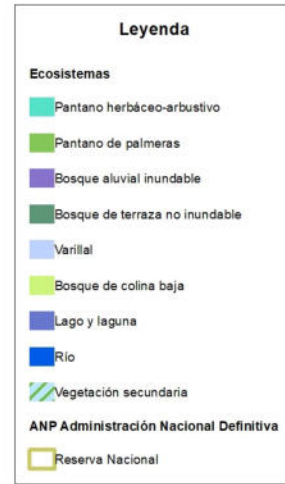 Leyenda
Ecosistemas
Pantano herbáceo-arbustivo
Pantano de palmeras
Bosque aluvial inundable
Bosque de terraza no inundable
Varillal
Bosque de colina baja
Lago y laguna
Río
Vegetación secundaria
ANP Administración Nacional Definitiva
Reserva Nacional